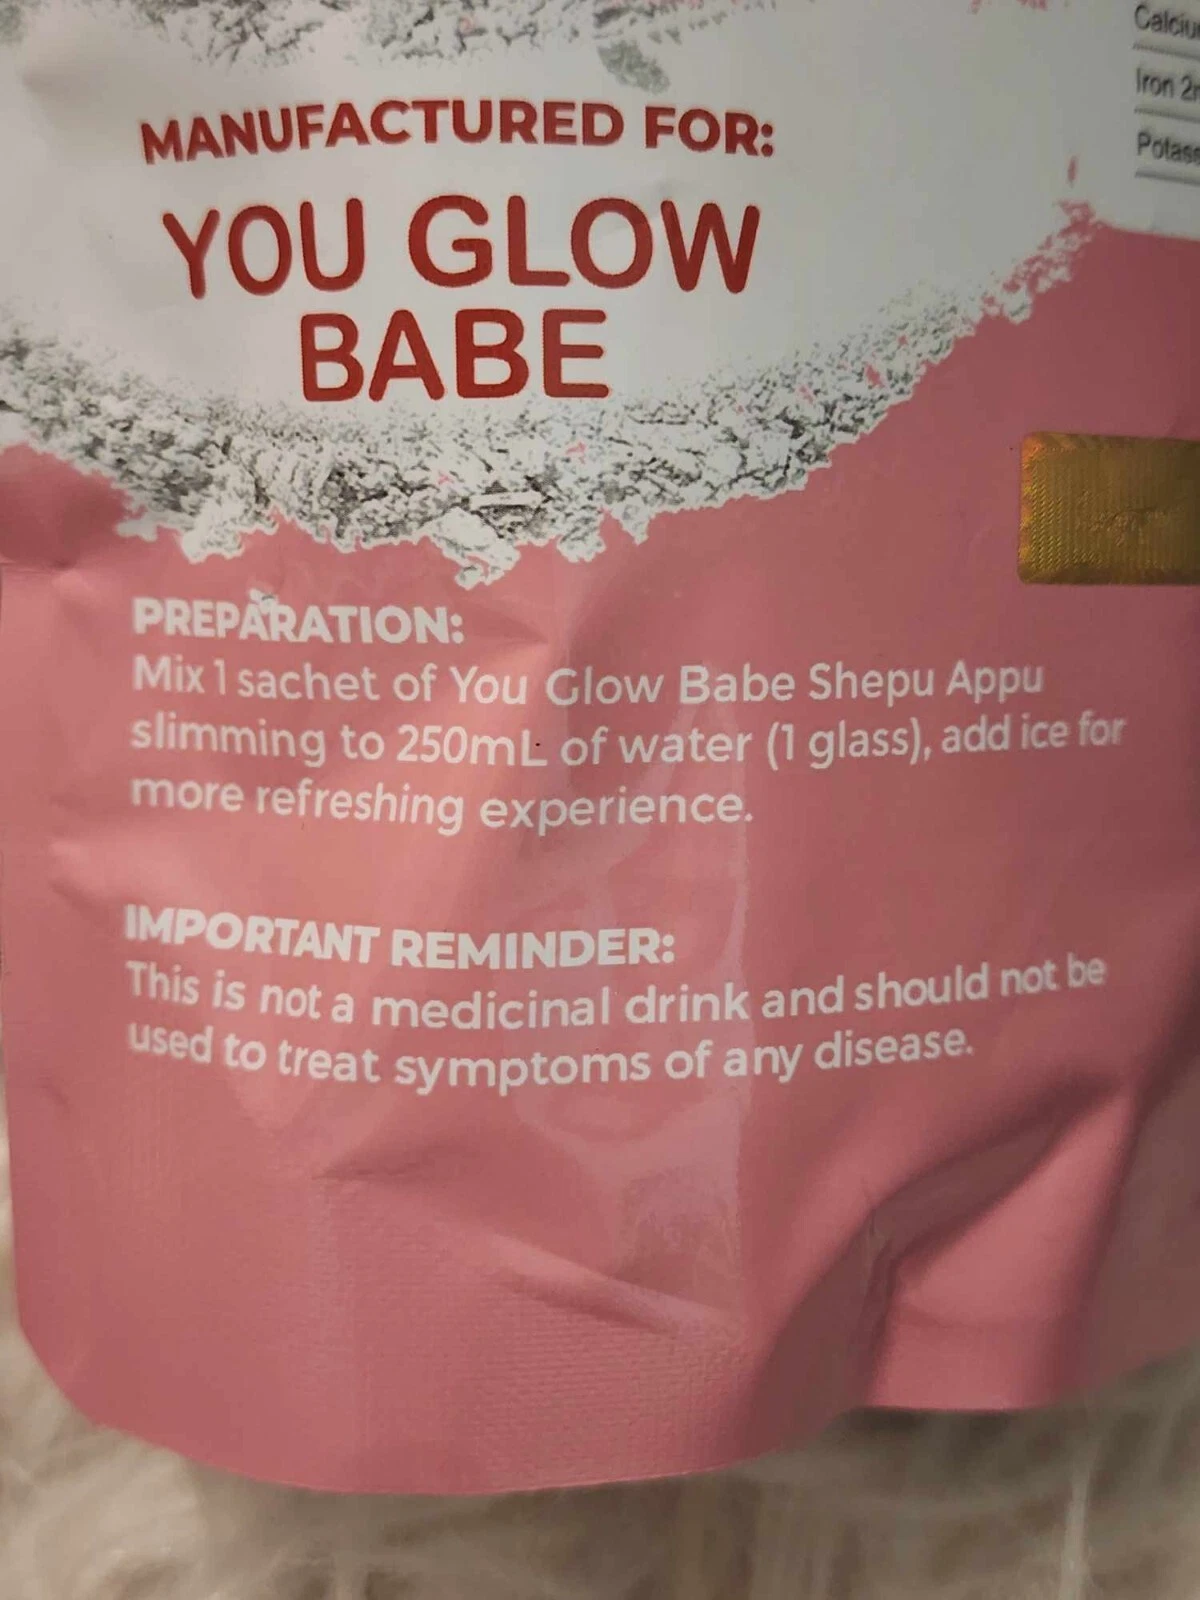 Calciu
Iron 2
Potass
MANUFACTURED FOR:
YOU GLOW
BABE
PREPARATION:
Mix 1 sachet of You Glow Babe Shepu Appu
slimming to 250mL of water (1 glass), add ice for
more refreshing experience.
IMPORTANT REMINDER:
This is not a medicinal drink and should not be
used to treat symptoms of any disease.